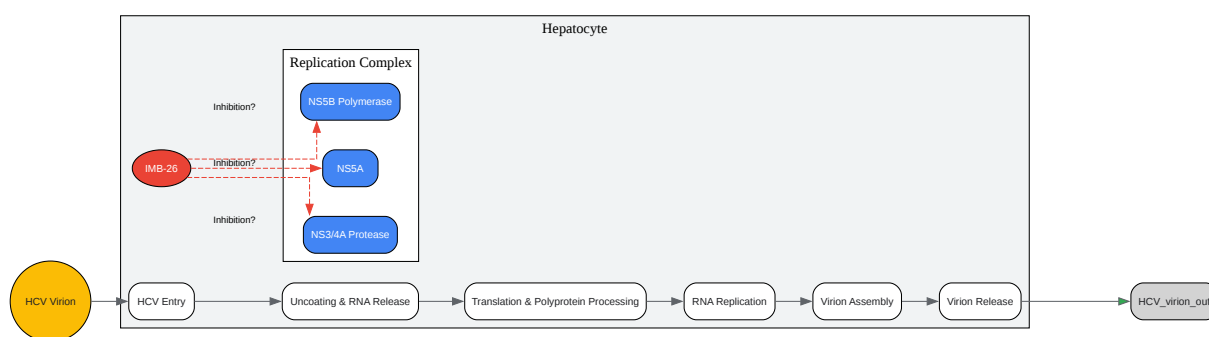 Hepatocyte
Replication Complex
NS5B Polymerase
Inhibition?
IMB-26
Inhibition?
NS5A
Inhibition?
NS3/4A Protease
HCV Virion
HCV Entry
Uncoating & RNA Release
Translation & Polyprotein Processing
RNA Replication
Virion Assembly
Virion Release
HCV_virion_out